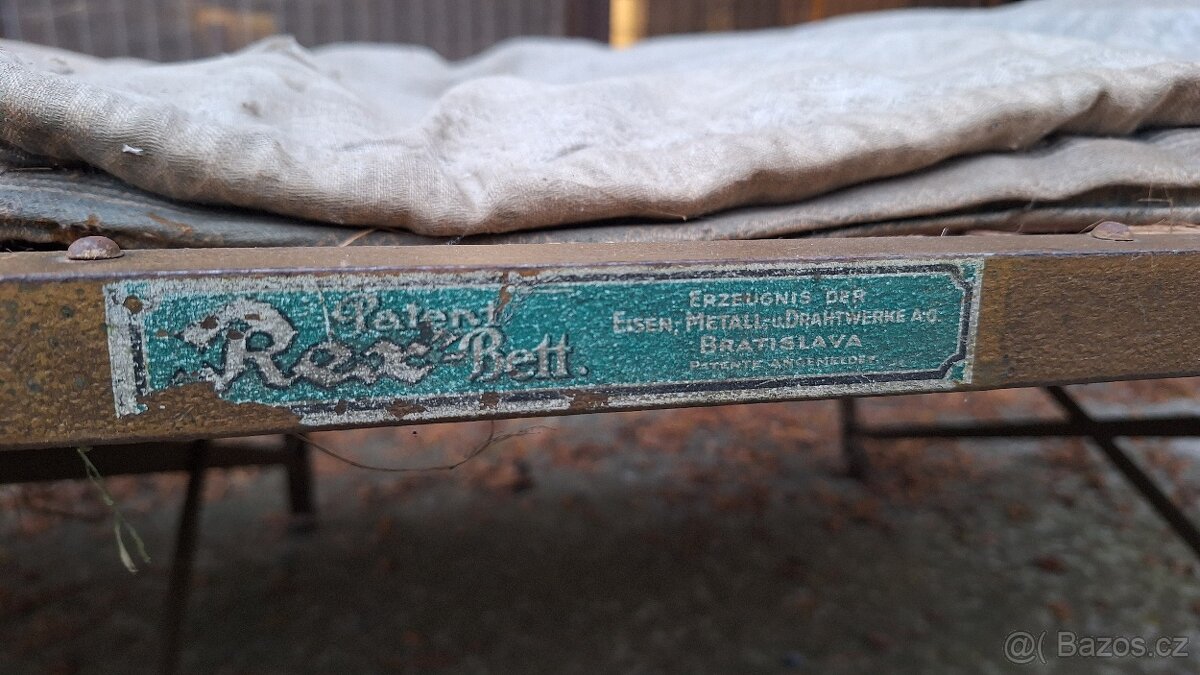 Patent
"Rex"-Bett.
ERZEUGNIS DER
EISEN-, METALL- u. DRAHTWERKE A.G.
BRATISLAVA
PATENTE ANGEMELDET
@( Bazos.cz